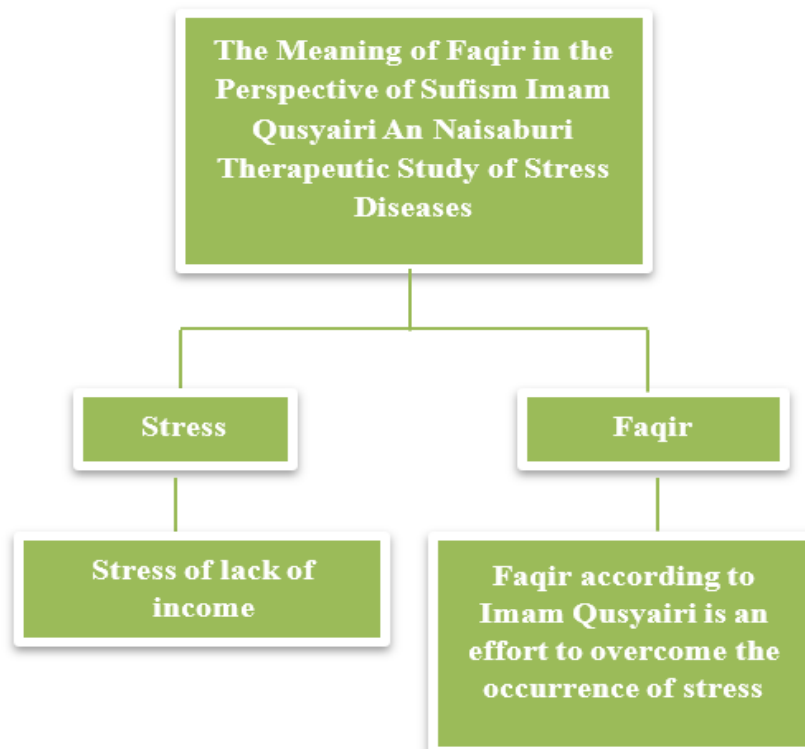 The Meaning of Faqir in the
Perspective of Sufism Imam
Qusyairi An Naisaburi
Therapeutic Study of Stress
Diseases
Stress
Faqir
Stress of lack of
income
Faqir according to
Imam Qusyairi is an
effort to overcome the
occurrence of stress